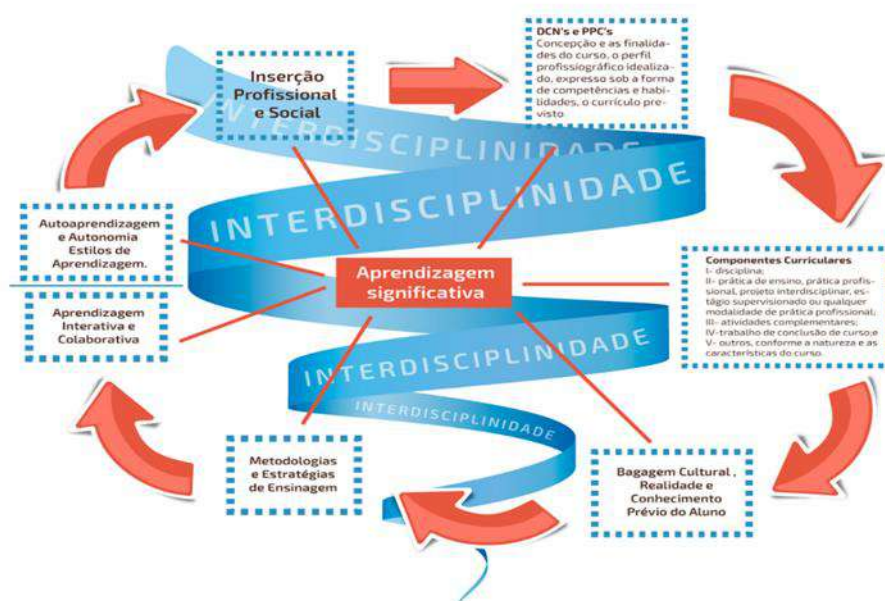 DCN's e PPC's
Concepção e as finalida-
des do curso, o perfil
profissiográfico idealiza-
do, expresso sob a forma
de competências e habi-
lidades, o currículo pre-
visto
Inserção
Profissional
e Social
INTERDISCIPLINIDADE
INTERDISCIPLINIDADE
Autoaprendizagem
e Autonomia
Estilos de
Aprendizagem.
Aprendizagem
significativa
Componentes Curriculares
I- disciplina;
II- prática de ensino, prática profis-
sional, projeto interdisciplinar, es-
tágio supervisionado ou qualquer
modalidade de prática profissional;
III- atividades complementares;
IV-trabalho de conclusão de curso;e
V- outros, conforme a natureza e as
características do curso.
Aprendizagem
Interativa e
Colaborativa
INTERDISCIPLINIDADE
INTERDISCIPLINIDADE
Metodologias
e Estratégias
de Ensinagem
Bagagem Cultural ,
Realidade e
Conhecimento
Prévio do Aluno